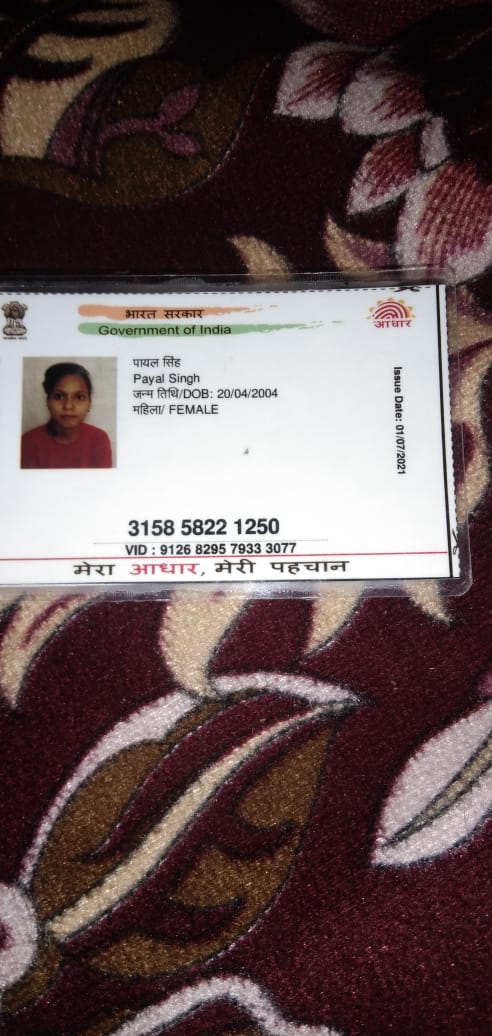 भारत सरकार
Government of India
आधार
पायल सिंह
Payal Singh
जन्म तिथि/DOB: 20/04/2004
महिला/ FEMALE
Issue Date: 01/07/2021
3158 5822 1250
VID : 9126 8295 7933 3077
मेरा आधार, मेरी पहचान